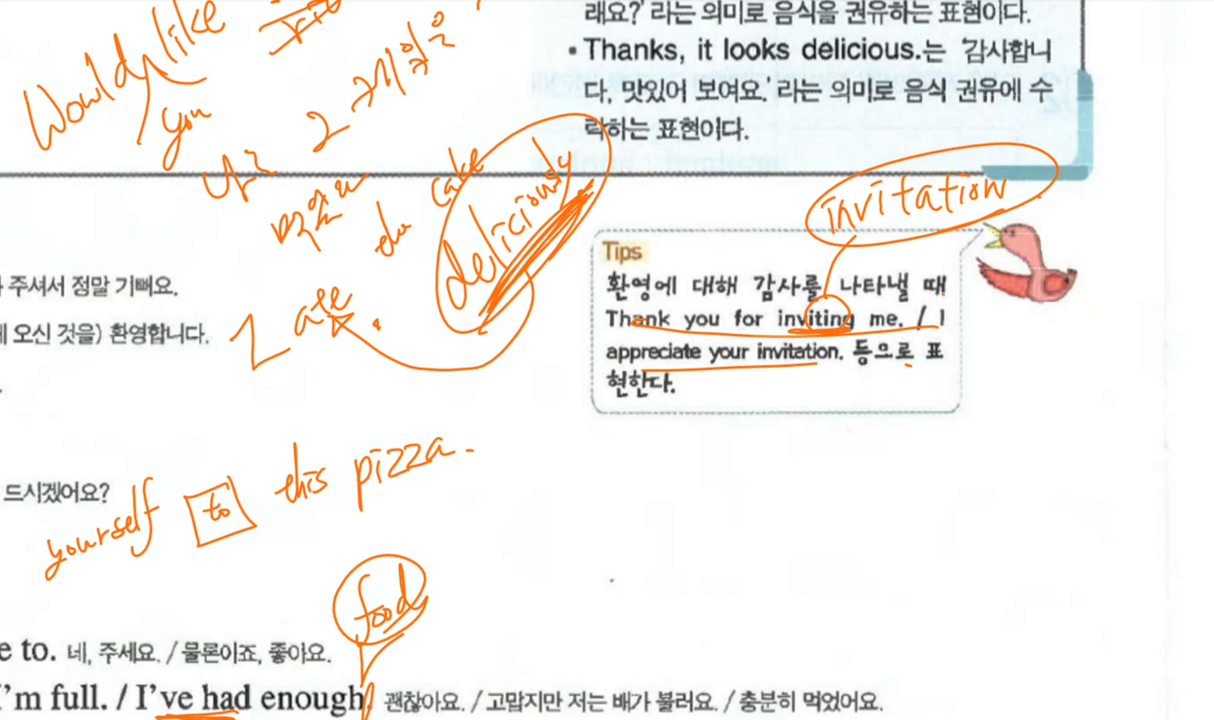 래요?' 라는 의미로 음식을 권유하는 표현이다.
• Thanks, it looks delicious.는 '감사합니
다, 맛있어 보여요.' 라는 의미로 음식 권유에 수
락하는 표현이다.
Would you like
나는
2
the cake
deliciously
I ate
invitation
Tips
환영에 대해 감사를 나타낼 때
Thank you for inviting me. / I
appreciate your invitation. 등으로 표
현한다.
주셔서 정말 기뻐요.
오신 것을) 환영합니다.
드시겠어요?
yourself to this pizza.
food
e to. 네, 주세요. / 물론이죠, 좋아요.
I'm full. / I've had enough. 괜찮아요. / 고맙지만 저는 배가 불러요. / 충분히 먹었어요.